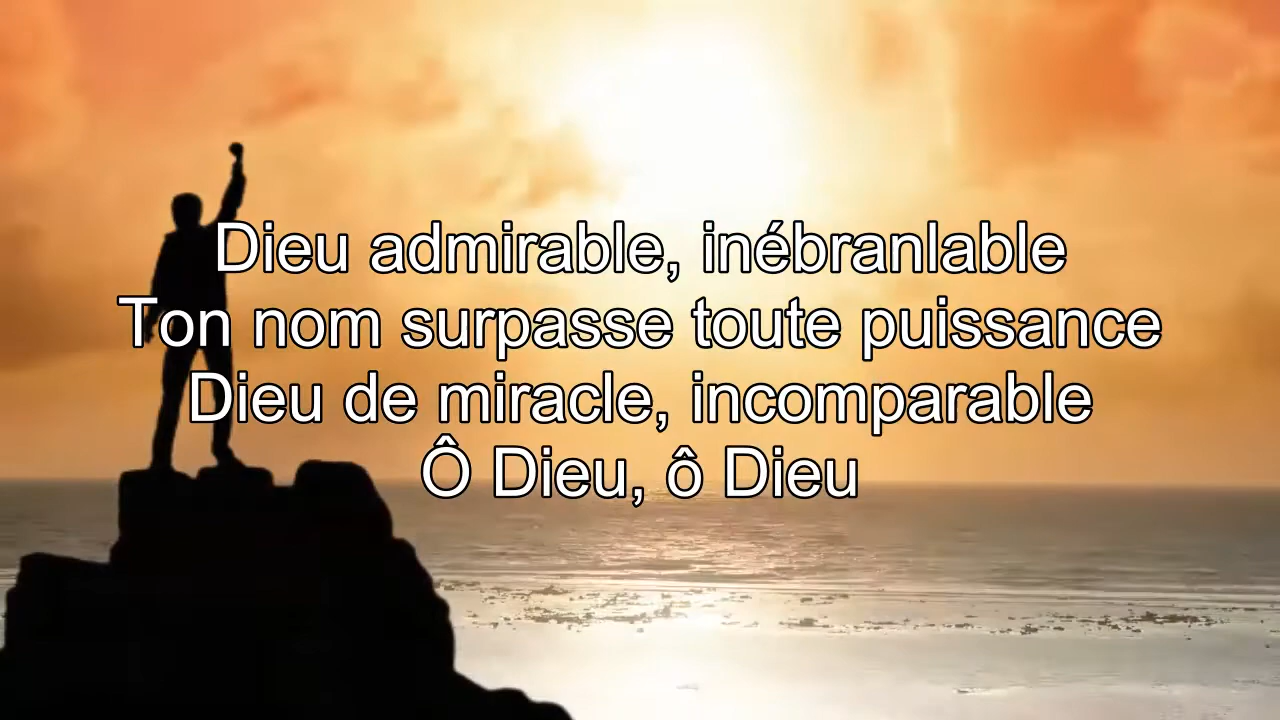 Dieu admirable, inébranlable
Ton nom surpasse toute puissance
Dieu de miracle, incomparable
Ô Dieu, ô Dieu